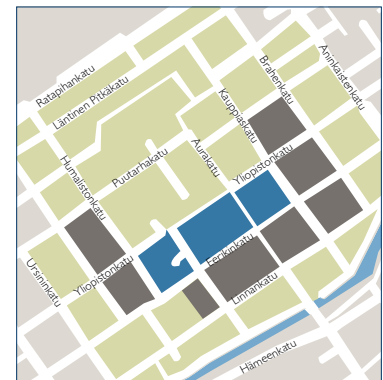 Ratapihankatu
Läntinen Pitkäkatu
Brahenkatu
Aninkaistenkatu
Kauppiaskatu
Humalistonkatu
Puutarhakatu
Aurakatu
Yliopistonkatu
Ursininkatu
Yliopistonkatu
Eerikinkatu
Linnankatu
Hämeenkatu